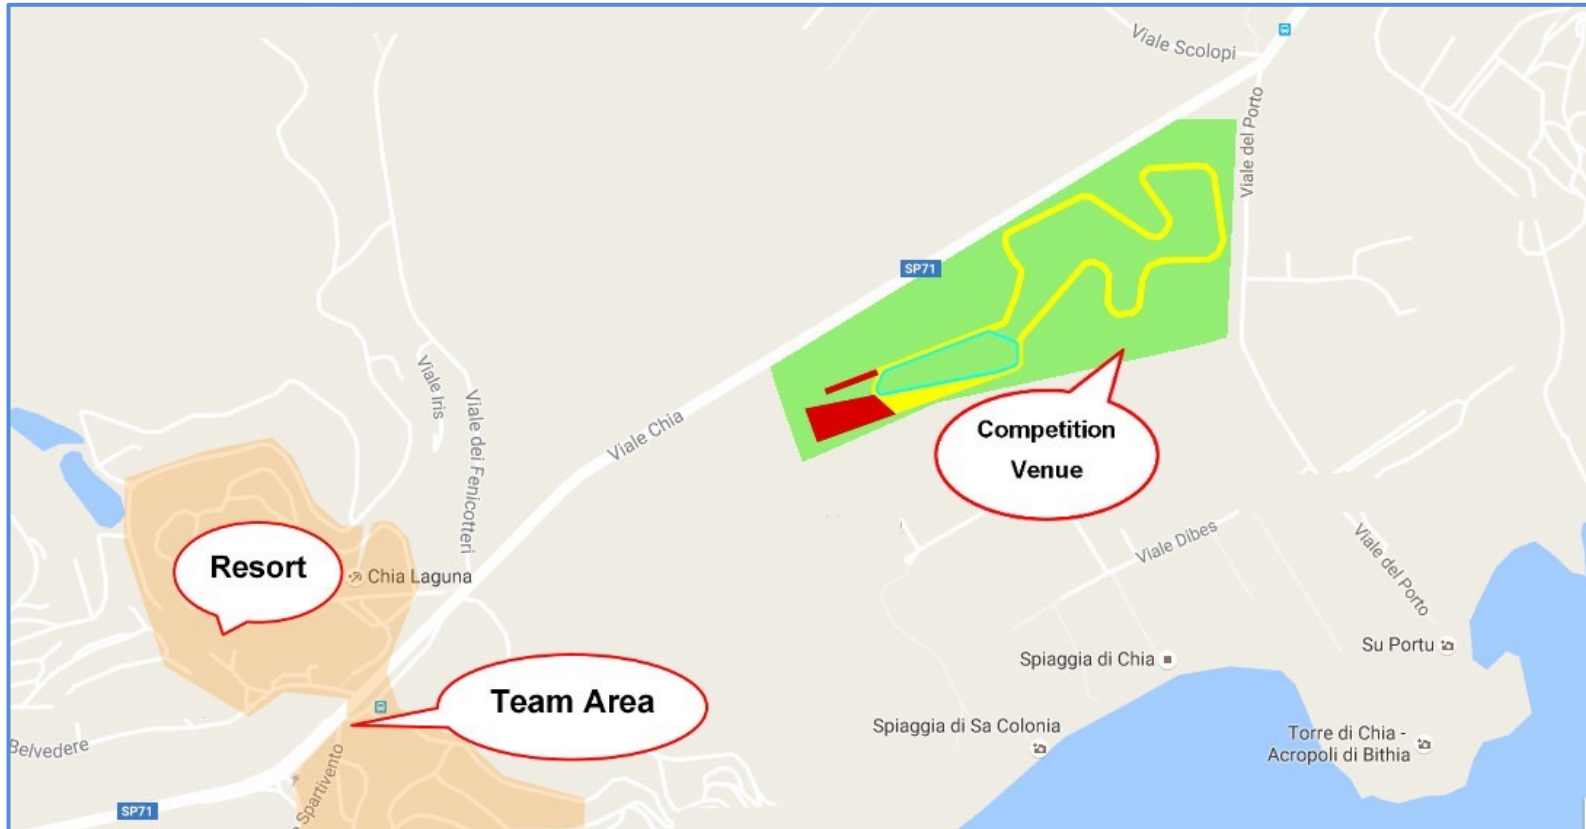 Viale Scolopi
Viale del Porto
SP71
Viale Iris
Viale dei Fenicotteri
Viale Chia
Competition
Venue
Resort
Chia Laguna
Viale Dibes
Viale del Porto
Su Portu
Spiaggia di Chia
Team Area
Spiaggia di Sa Colonia
Torre di Chia -
Acropoli di Bithia
Belvedere
Spartivento
SP71